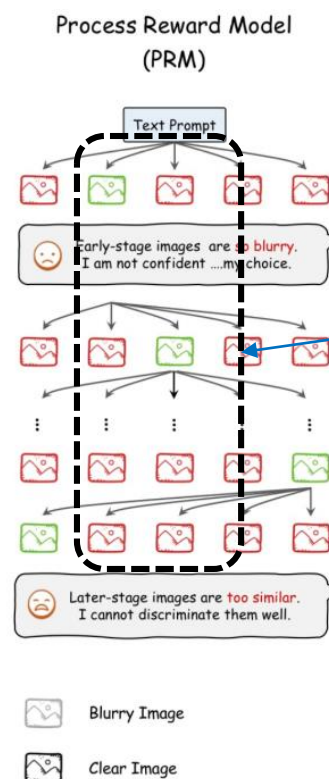 Process Reward Model
(PRM)
Text Prompt
Early-stage images are so blurry.
I am not confident ....my choice.
Later-stage images are too similar.
I cannot discriminate them well.
Blurry Image
Clear Image